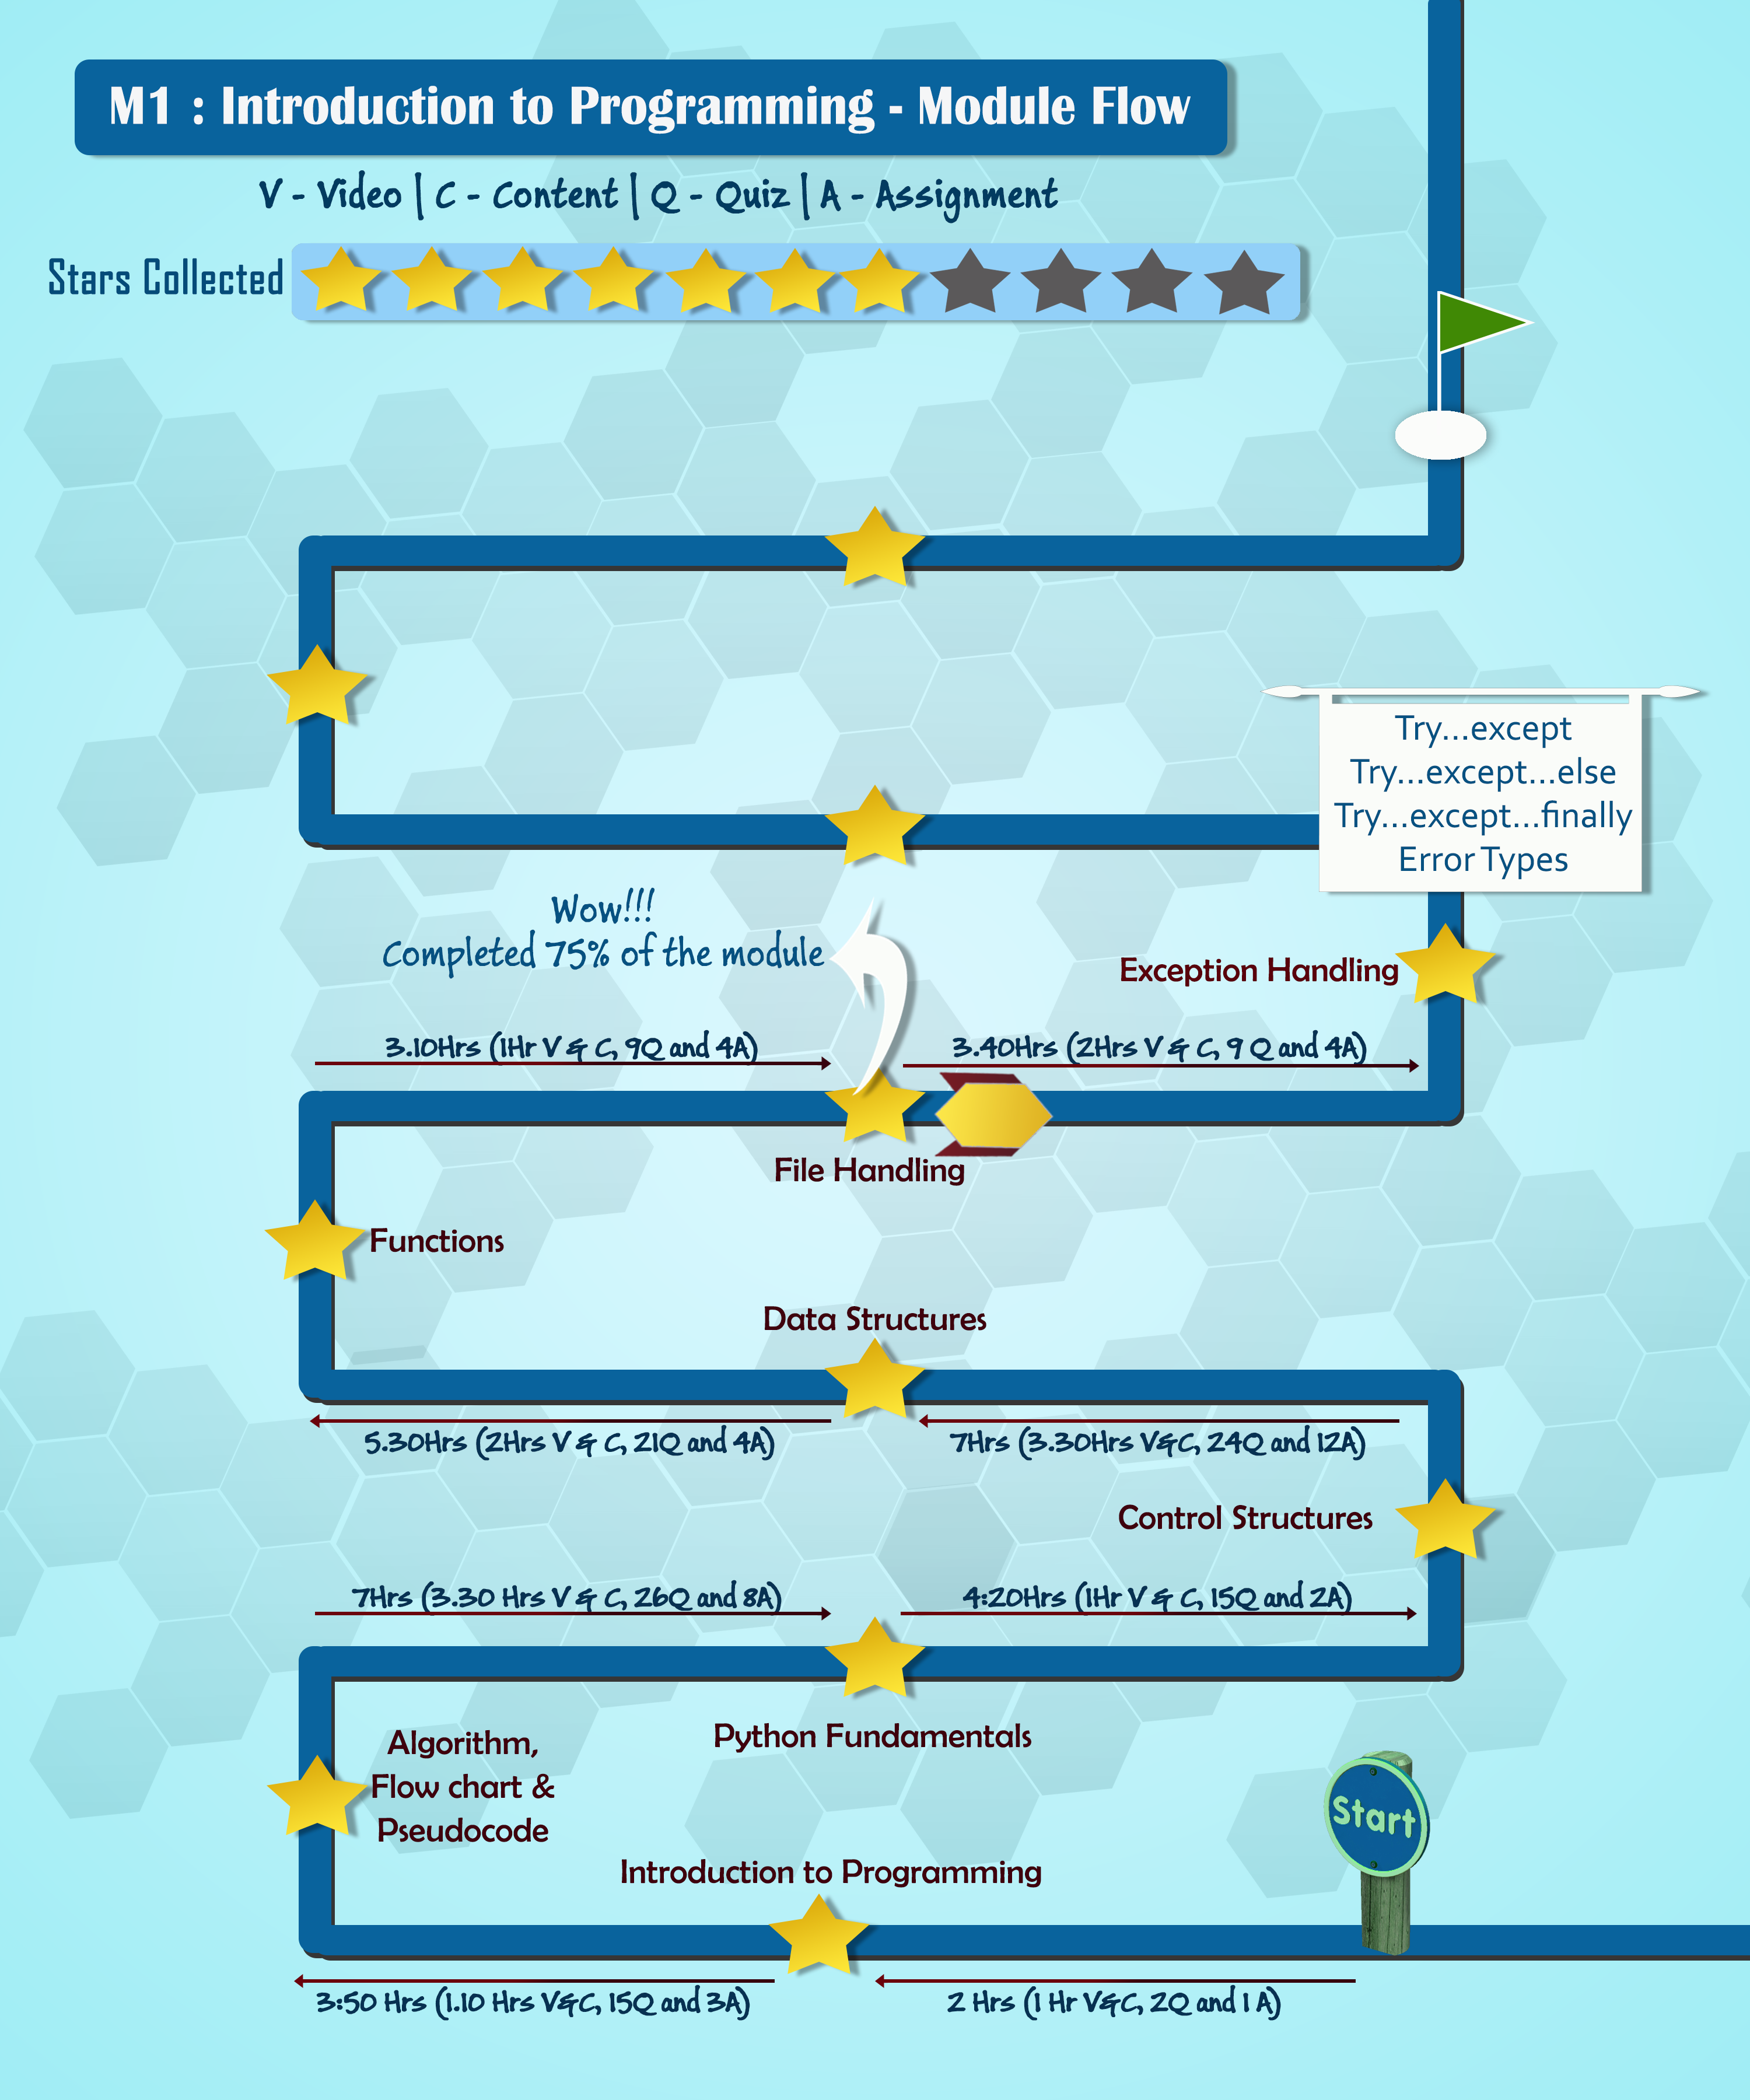 M1 : Introduction to Programming - Module Flow
V - Video | C - Content | Q - Quiz | A - Assignment
Stars Collected
Try...except
Try...except...else
Try...except...finally
Error Types
Wow!!!
Completed 75% of the module
Exception Handling
3.10Hrs (1Hr V & C, 9Q and 4A)
3.40Hrs (2Hrs V & C, 9 Q and 4A)
File Handling
Functions
Data Structures
5.30Hrs (2Hrs V & C, 21Q and 4A)
7Hrs (3.30Hrs V&C, 24Q and 12A)
Control Structures
7Hrs (3.30 Hrs V & C, 26Q and 8A)
4:20Hrs (1Hr V & C, 15Q and 2A)
Python Fundamentals
Algorithm,
Flow chart &
Pseudocode
Start
Introduction to Programming
3:50 Hrs (1.10 Hrs V&C, 15Q and 3A)
2 Hrs (1 Hr V&C, 2Q and 1 A)